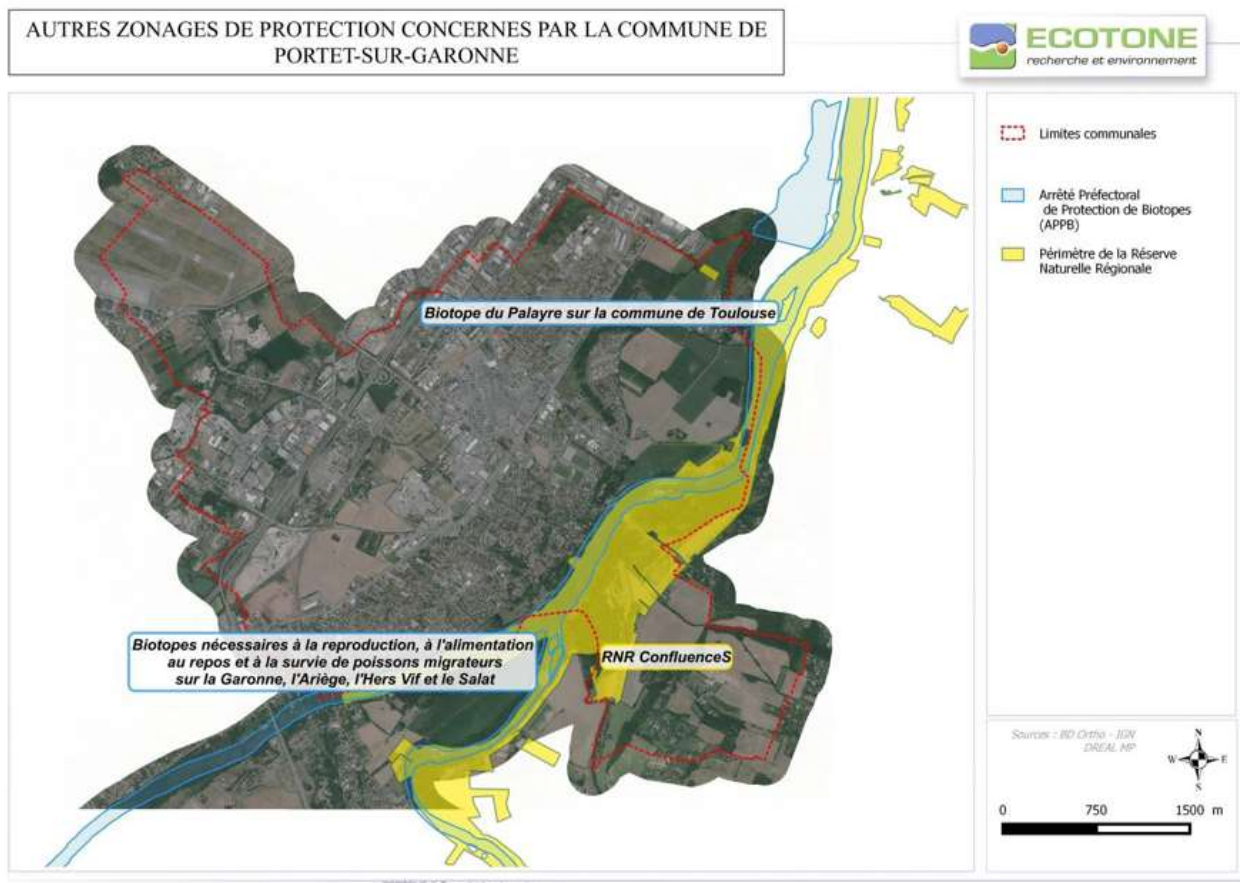 AUTRES ZONAGES DE PROTECTION CONCERNES PAR LA COMMUNE DE
PORTET-SUR-GARONNE
ECOTONE
recherche et environnement
Limites communales
Arrêté Préfectoral
de Protection de Biotopes
(APPB)
Périmètre de la Réserve
Naturelle Régionale
Biotope du Palayre sur la commune de Toulouse
Biotopes nécessaires à la reproduction, à l'alimentation
au repos et à la survie de poissons migrateurs
sur la Garonne, l'Ariège, l'Hers Vif et le Salat
RNR ConfluenceS
Sources : BD Ortho - IGN
DREAL MP
N
W E
S
0 750 1500 m